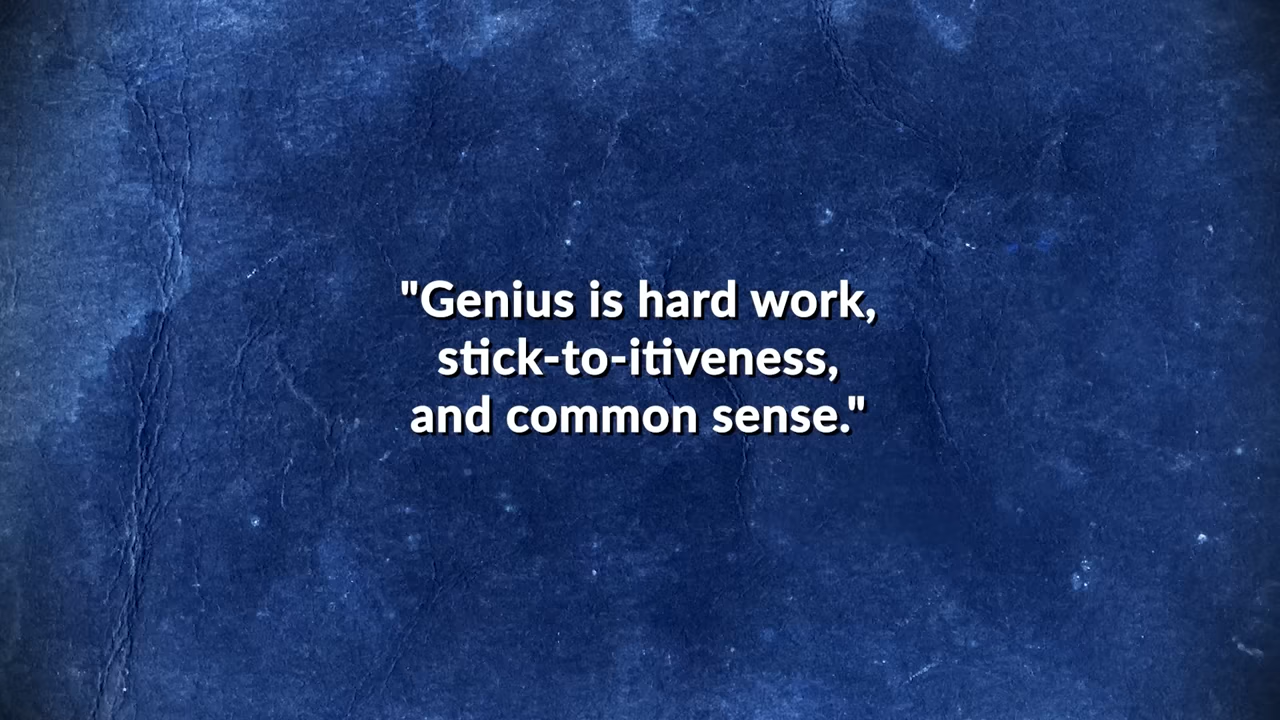 "Genius is hard work,
stick-to-itiveness,
and common sense."